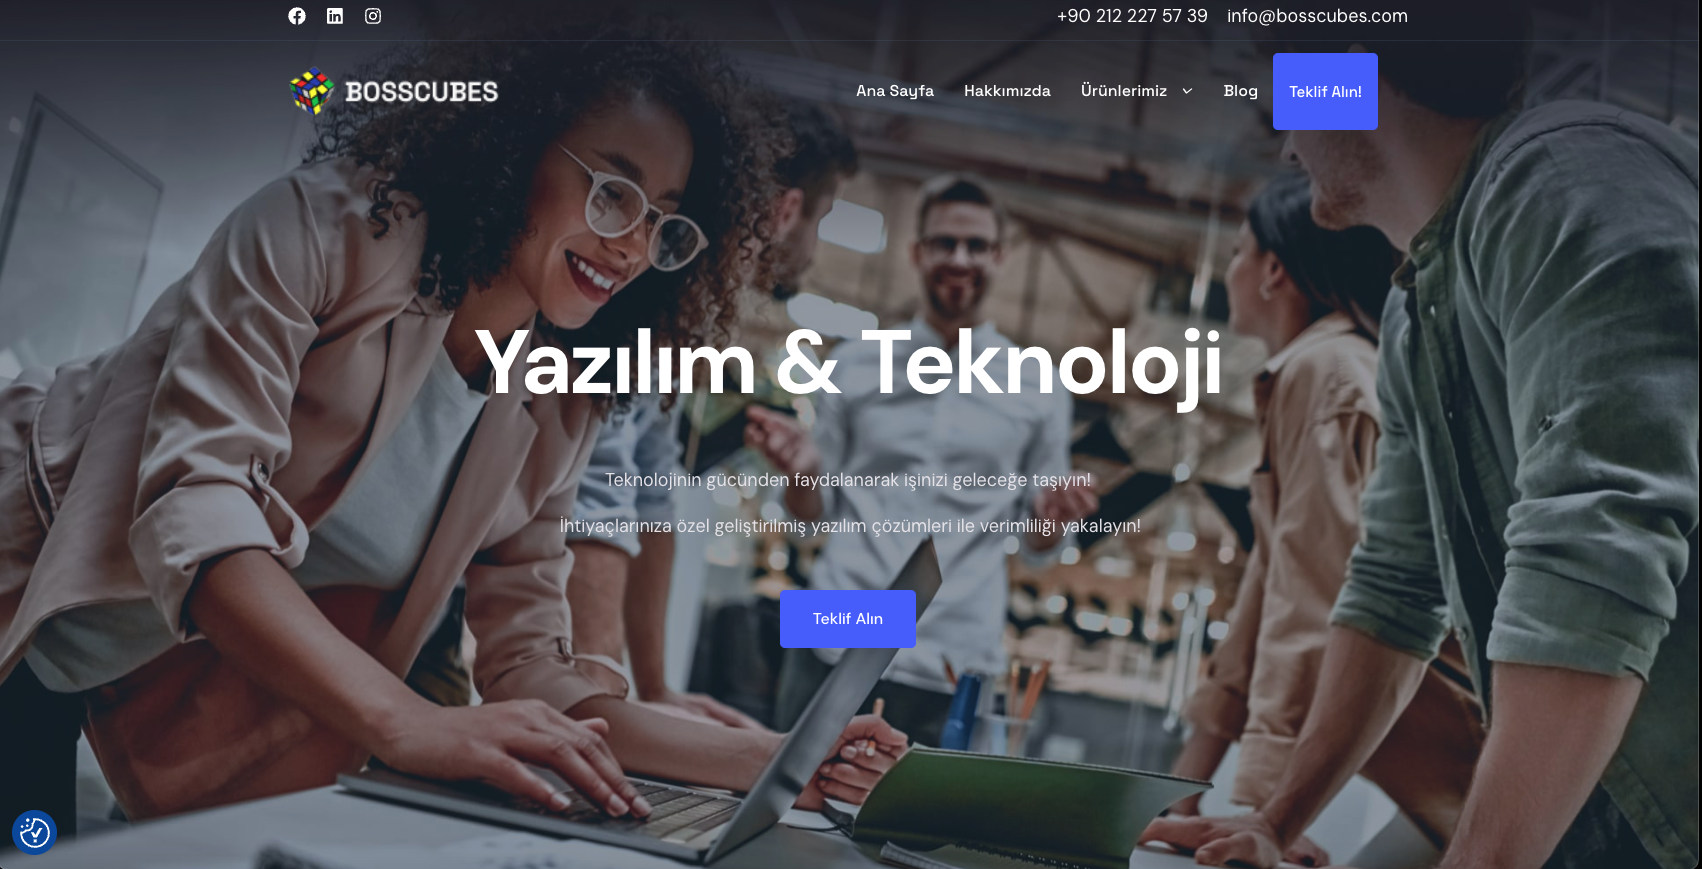 +90 212 227 57 39 info@bosscubes.com
BOSSCUBES
Ana Sayfa Hakkımızda Ürünlerimiz Blog Teklif Alın!
Yazılım & Teknoloji
Teknolojinin gücünden faydalanarak işinizi geleceğe taşıyın!
İhtiyaçlarınıza özel geliştirilmiş yazılım çözümleri ile verimliliği yakalayın!
Teklif Alın